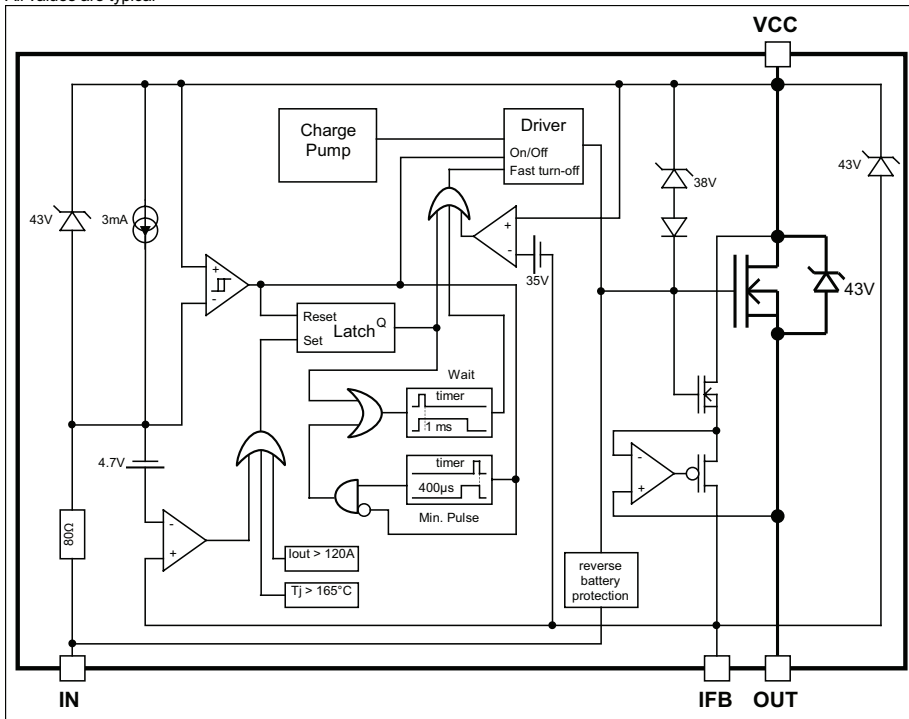 All values are typical
VCC
Charge
Pump
Driver
On/Off
Fast turn-off
43V
3mA
+
-
+
-
35V
38V
43V
43V
Reset
Set
Latch
Q
Wait
timer
1 ms
timer
400µs
Min. Pulse
4.7V
80Ω
-
+
Iout > 120A
Tj > 165°C
-
+
reverse
battery
protection
IN
IFB
OUT